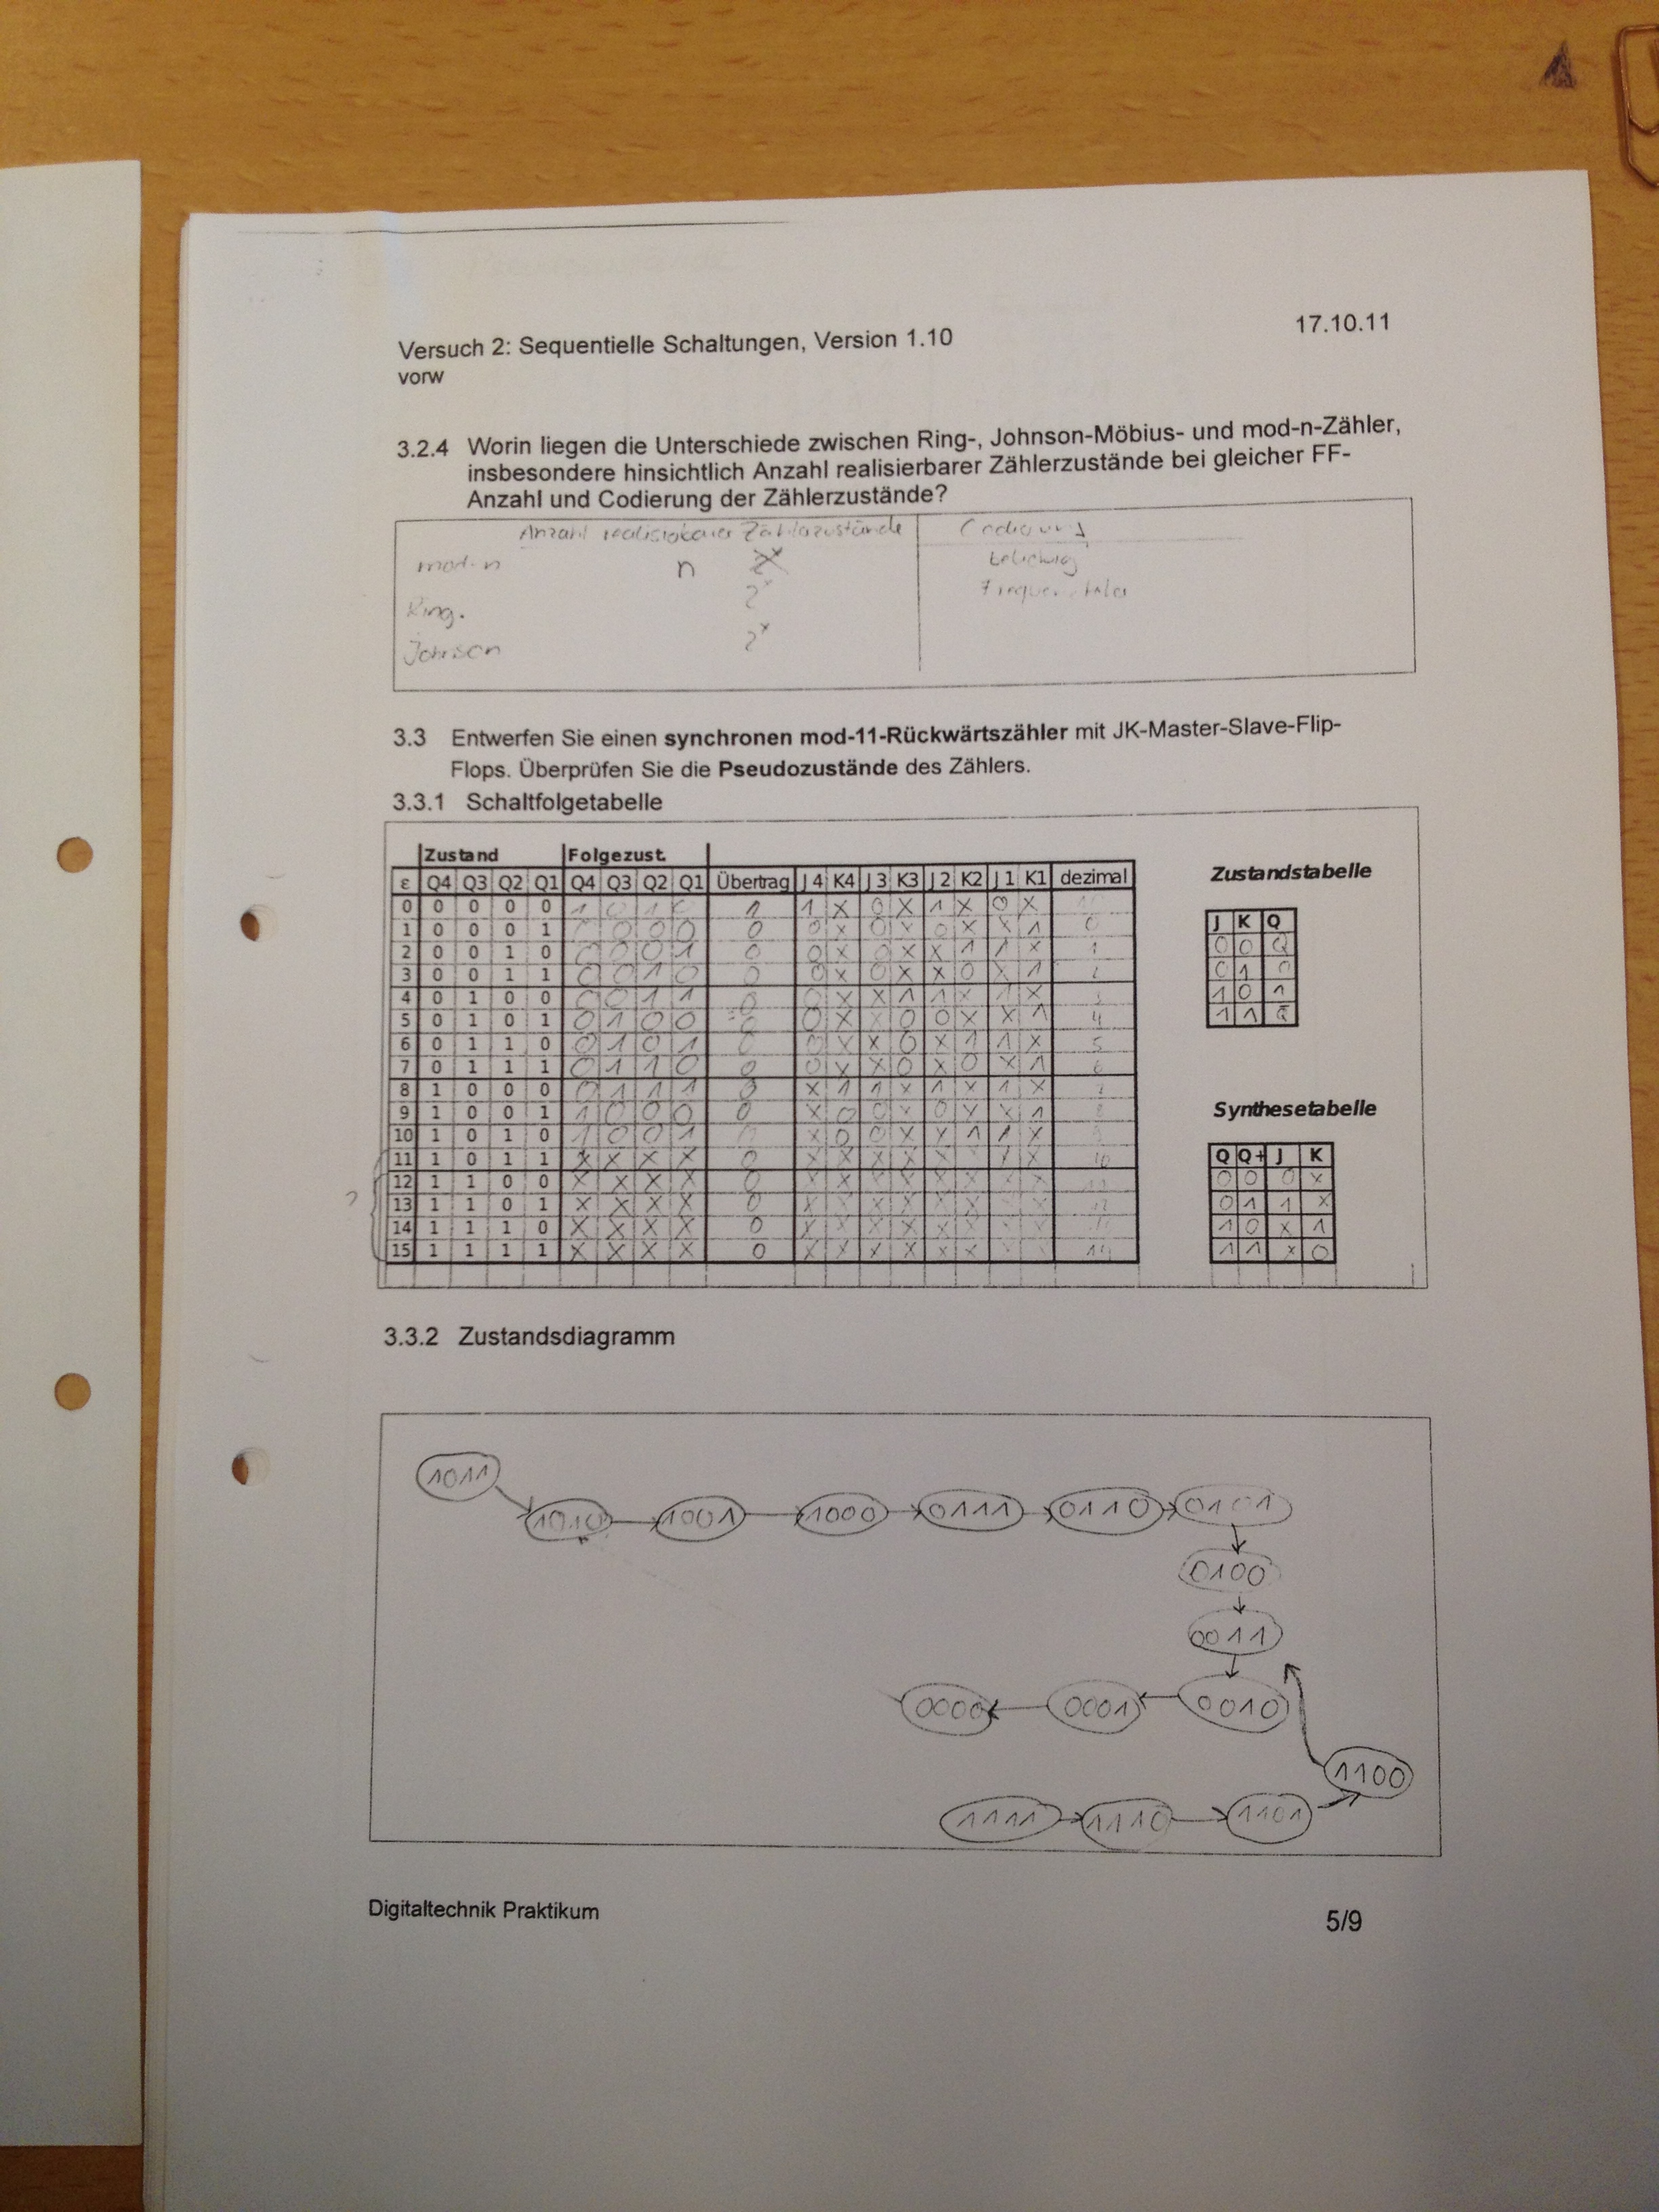 17.10.11
Versuch 2: Sequentielle Schaltungen, Version 1.10
vorw
3.2.4 Worin liegen die Unterschiede zwischen Ring-, Johnson-Möbius- und mod-n-Zähler,
insbesondere hinsichtlich Anzahl realisierbarer Zählerzustände bei gleicher FF-
Anzahl und Codierung der Zählerzustände?
Anzahl realisierbarer Zählerzustände Codierung
mod-n n beliebig
Ring. 2ˣ
Johnson 2ˣ
3.3 Entwerfen Sie einen synchronen mod-11-Rückwärtszähler mit JK-Master-Slave-Flip-
Flops. Überprüfen Sie die Pseudozustände des Zählers.
3.3.1 Schaltfolgetabelle
Zustand Folgezust.
ε Q4 Q3 Q2 Q1 Q4 Q3 Q2 Q1 Übertrag J4 K4 J3 K3 J2 K2 J1 K1 dezimal
0 0 0 0 0 1 0 1 0 1 1 X 0 X 1 X 0 X
1 0 0 0 1 0 0 0 0 0 0 X 0 X 0 X X 1 0
2 0 0 1 0 0 0 0 1 0 0 X 0 X X 1 1 X 1
3 0 0 1 1 0 0 1 0 0 0 X 0 X X 0 X 1 2
4 0 1 0 0 0 0 1 1 0 0 X X 1 1 X 1 X 3
5 0 1 0 1 0 1 0 0 0 0 X X 0 0 X X 1 4
6 0 1 1 0 0 1 0 1 0 0 X X 0 X 1 1 X 5
7 0 1 1 1 0 1 1 0 0 0 X X 0 X 0 X 1 6
8 1 0 0 0 0 1 1 1 0 X 1 1 X 1 X 1 X 7
9 1 0 0 1 1 0 0 0 0 X 0 0 X 0 X X 1 8
10 1 0 1 0 1 0 0 1 0 X 0 0 X X 1 1 X 9
11 1 0 1 1 X X X X 0 X X X X X X X X 10
12 1 1 0 0 X X X X 0 X X X X X X X X 11
13 1 1 0 1 X X X X 0 X X X X X X X X 12
14 1 1 1 0 X X X X 0 X X X X X X X X
15 1 1 1 1 X X X X 0 X X X X X X X X 14
?
Zustandstabelle
J K Q
0 0 Q
0 1 0
1 0 1
1 1 Q̅
Synthesetabelle
Q Q+ J K
0 0 0 X
0 1 1 X
1 0 X 1
1 1 X 0
3.3.2 Zustandsdiagramm
1011
1010 1001 1000 0111 0110 0101
0100
0011
0000 0001 0010
1100
1111 1110 1101
Digitaltechnik Praktikum
5/9